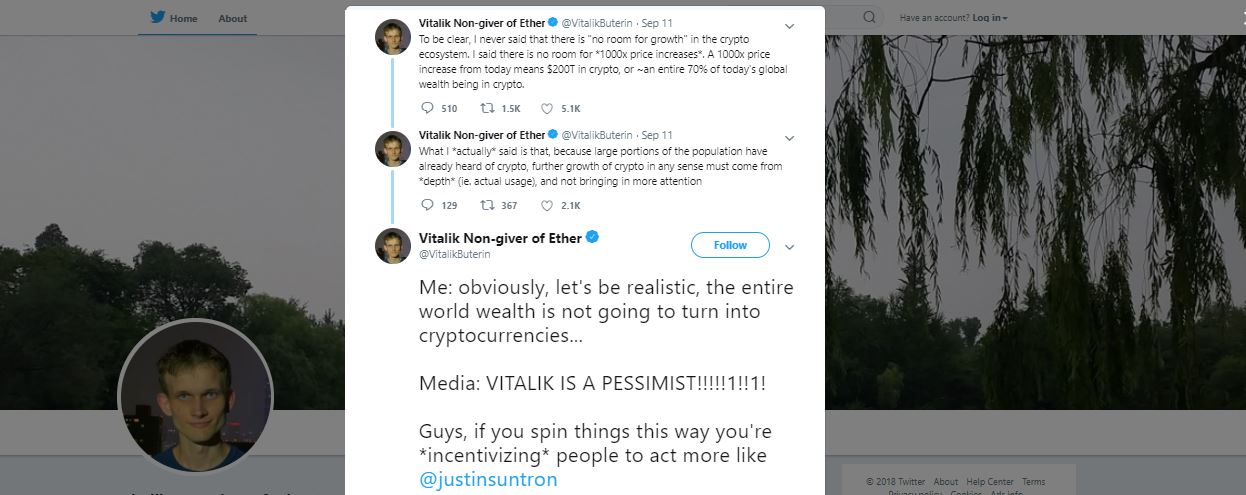 Home About
Have an account? Log in
Vitalik Non-giver of Ether @VitalikButerin · Sep 11
To be clear, I never said that there is "no room for growth" in the crypto
ecosystem. I said there is no room for *1000x price increases*. A 1000x price
increase from today means $200T in crypto, or ~an entire 70% of today's global
wealth being in crypto.
510 1.5K 5.1K
Vitalik Non-giver of Ether @VitalikButerin · Sep 11
What I *actually* said is that, because large portions of the population have
already heard of crypto, further growth of crypto in any sense must come from
*depth* (ie. actual usage), and not bringing in more attention
129 367 2.1K
Vitalik Non-giver of Ether
@VitalikButerin
Follow
Me: obviously, let's be realistic, the entire
world wealth is not going to turn into
cryptocurrencies...
Media: VITALIK IS A PESSIMIST!!!!!1!!1!
Guys, if you spin things this way you're
*incentivizing* people to act more like
@justinsuntron
© 2018 Twitter About Help Center Terms
Privacy policy Cookies Ads info